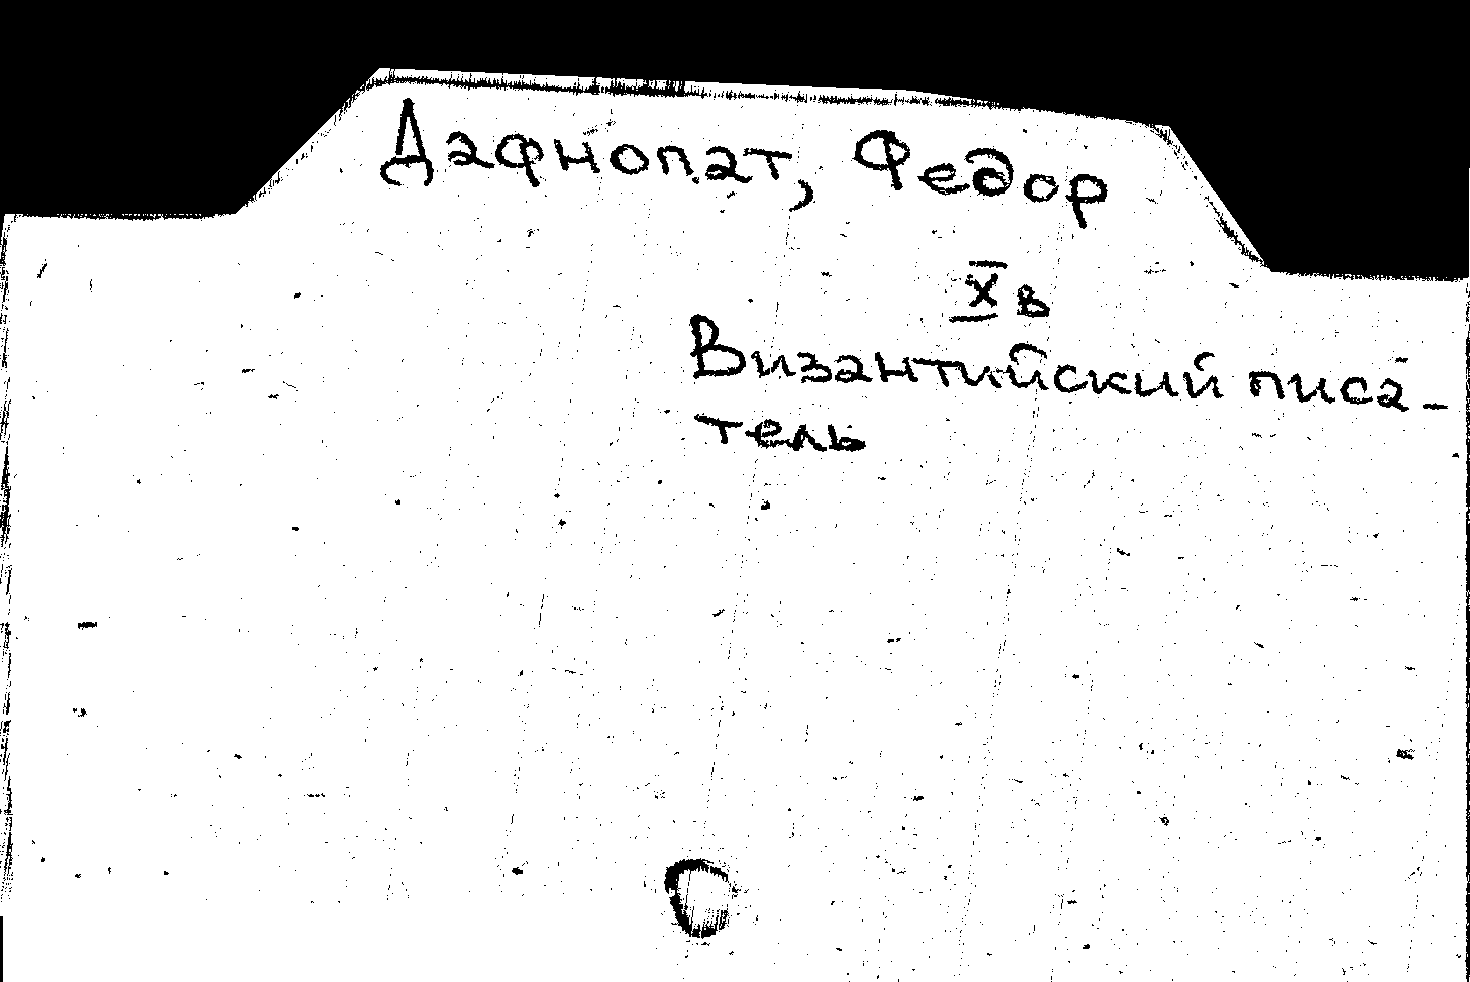 Дафнопат, Федор
X в
Византийский писа-
тель